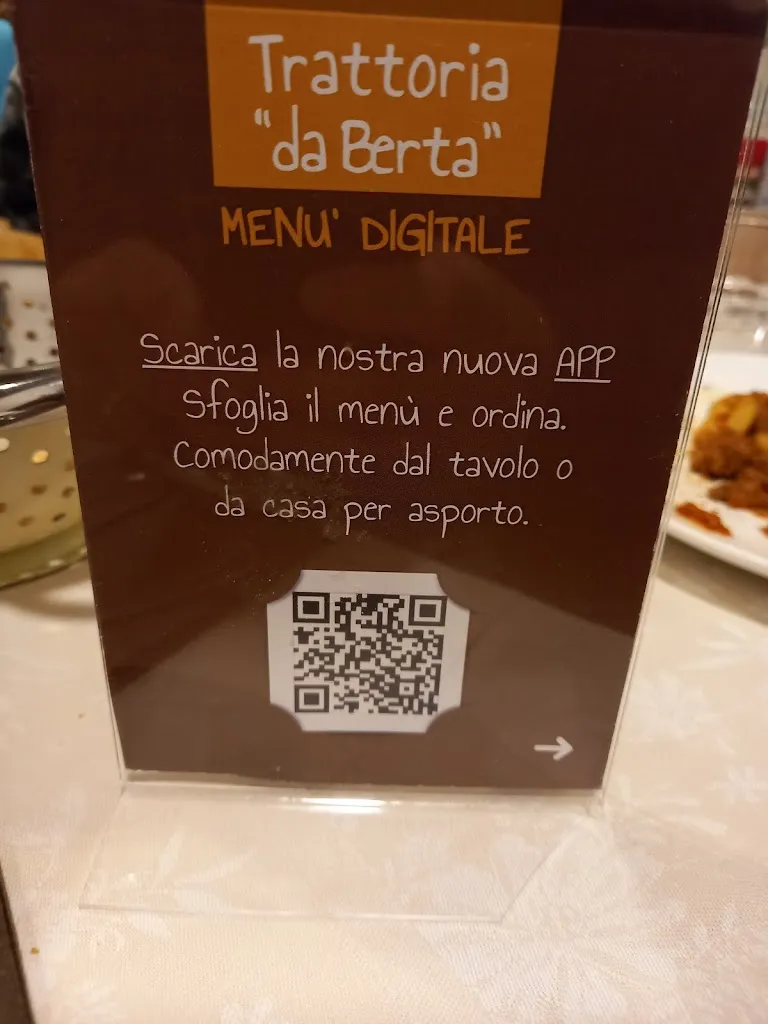 Trattoria
"da Berta"
MENU' DIGITALE
Scarica la nostra nuova APP
Sfoglia il menù e ordina.
Comodamente dal tavolo o
da casa per asporto.